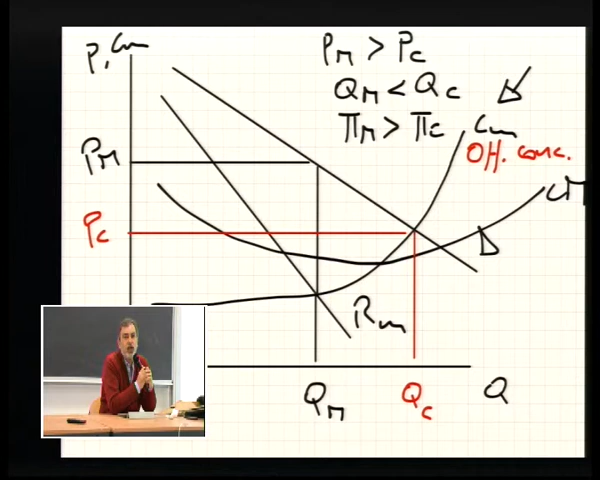 P, Cm
PM > Pc
QM < Qc
ΠM > Πc
Cm
Of. conc.
PM
CM
Pc
D
Rm
QM
Qc
Q